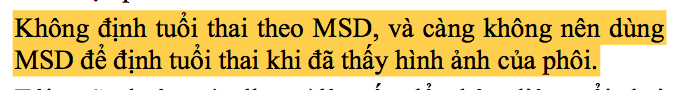 Không định tuổi thai theo MSD, và càng không nên dùng
MSD để định tuổi thai khi đã thấy hình ảnh của phôi.